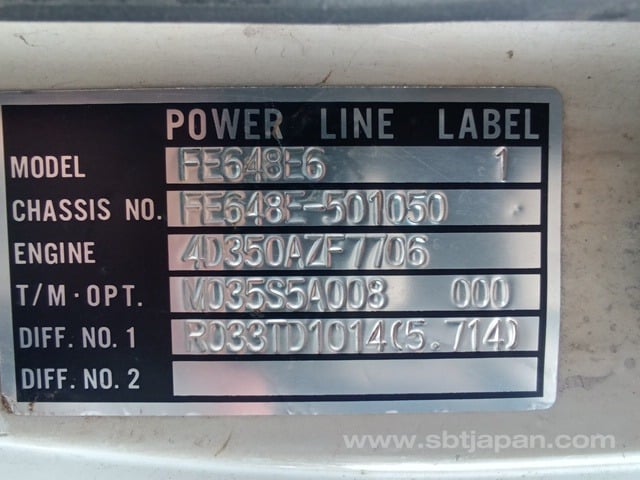 POWER LINE LABEL
MODEL FE648E6 1
CHASSIS NO. FE648E-501050
ENGINE 4D350AZF7706
T/M·OPT. M035S5A008 000
DIFF. NO. 1 R033TD1014(5.714)
DIFF. NO. 2
www.sbtjapan.com